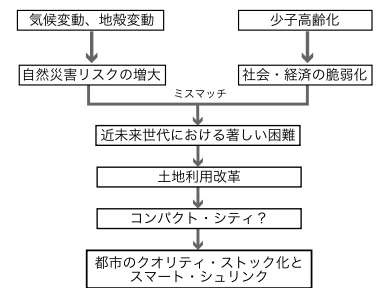 気候変動、地殻変動
少子高齢化
自然災害リスクの増大
社会・経済の脆弱化
ミスマッチ
近未来世代における著しい困難
土地利用改革
コンパクト・シティ？
都市のクオリティ・ストック化と
スマート・シュリンク